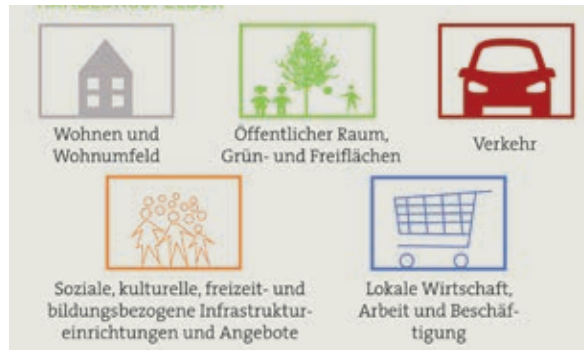 Wohnen und
Wohnumfeld
Öffentlicher Raum,
Grün- und Freiflächen
Verkehr
Soziale, kulturelle, freizeit- und
bildungsbezogene Infrastruktur-
einrichtungen und Angebote
Lokale Wirtschaft,
Arbeit und Beschäf-
tigung